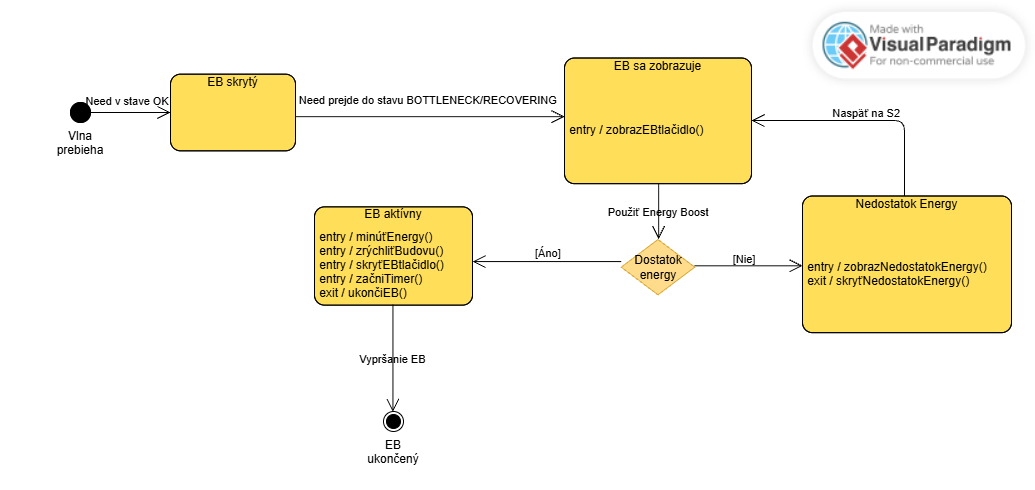 Made with
VisualParadigm
For non-commercial use
Vlna
prebieha
Need v stave OK
EB skrytý
Need prejde do stavu BOTTLENECK/RECOVERING
EB sa zobrazuje
entry / zobrazEBtlačidlo()
Naspäť na S2
Použiť Energy Boost
Dostatok
energy
[Áno]
[Nie]
Nedostatok Energy
entry / zobrazNedostatokEnergy()
exit / skryťNedostatokEnergy()
EB aktívny
entry / minúťEnergy()
entry / zrýchliťBudovu()
entry / skryťEBtlačidlo()
entry / začniTimer()
exit / ukončiEB()
Vypršanie EB
EB
ukončený